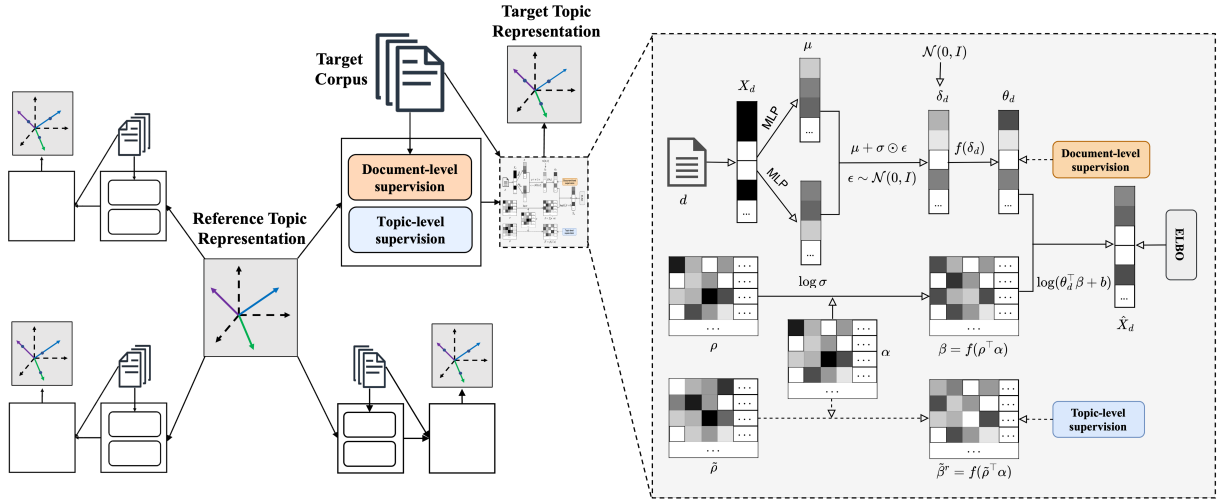 Target Topic
Representation
Target
Corpus
Document-level
supervision
Topic-level
supervision
Reference Topic
Representation
μ
X_d
MLP
MLP
d
...
...
...
log σ
μ + σ ⊙ ϵ
ϵ ∼ 𝒩(0, I)
𝒩(0, I)
δ_d
f(δ_d)
θ_d
...
...
Document-level
supervision
ELBO
...
X̂_d
log(θ_d^⊤ β + b)
...
...
...
...
...
ρ
...
...
...
...
...
α
...
...
...
...
...
β = f(ρ^⊤ α)
...
...
...
...
...
ρ̃
...
...
...
...
...
β̃^r = f(ρ̃^⊤ α)
Topic-level
supervision